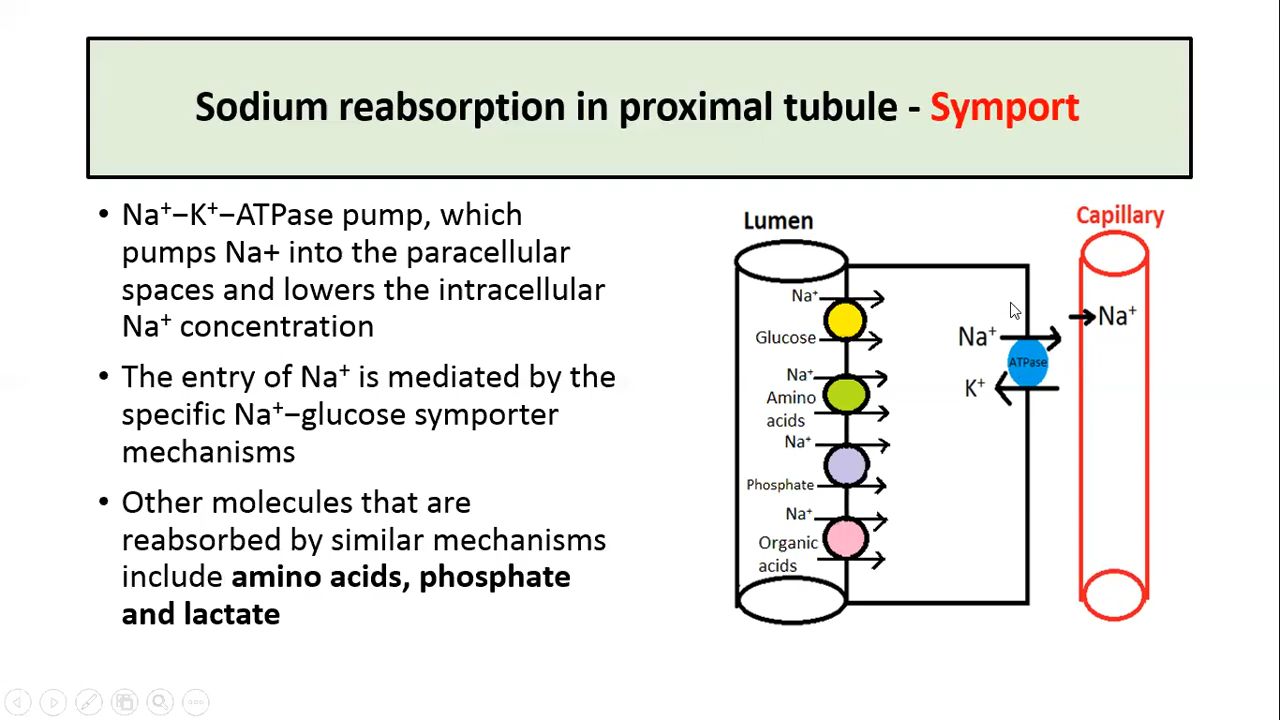 Sodium reabsorption in proximal tubule - Symport
• Na⁺−K⁺−ATPase pump, which
pumps Na+ into the paracellular
spaces and lowers the intracellular
Na⁺ concentration
• The entry of Na⁺ is mediated by the
specific Na⁺−glucose symporter
mechanisms
• Other molecules that are
reabsorbed by similar mechanisms
include amino acids, phosphate
and lactate
Lumen
Na⁺
Glucose
Na⁺
Amino
acids
Na⁺
Phosphate
Na⁺
Organic
acids
Na⁺
ATPase
K⁺
Capillary
Na⁺